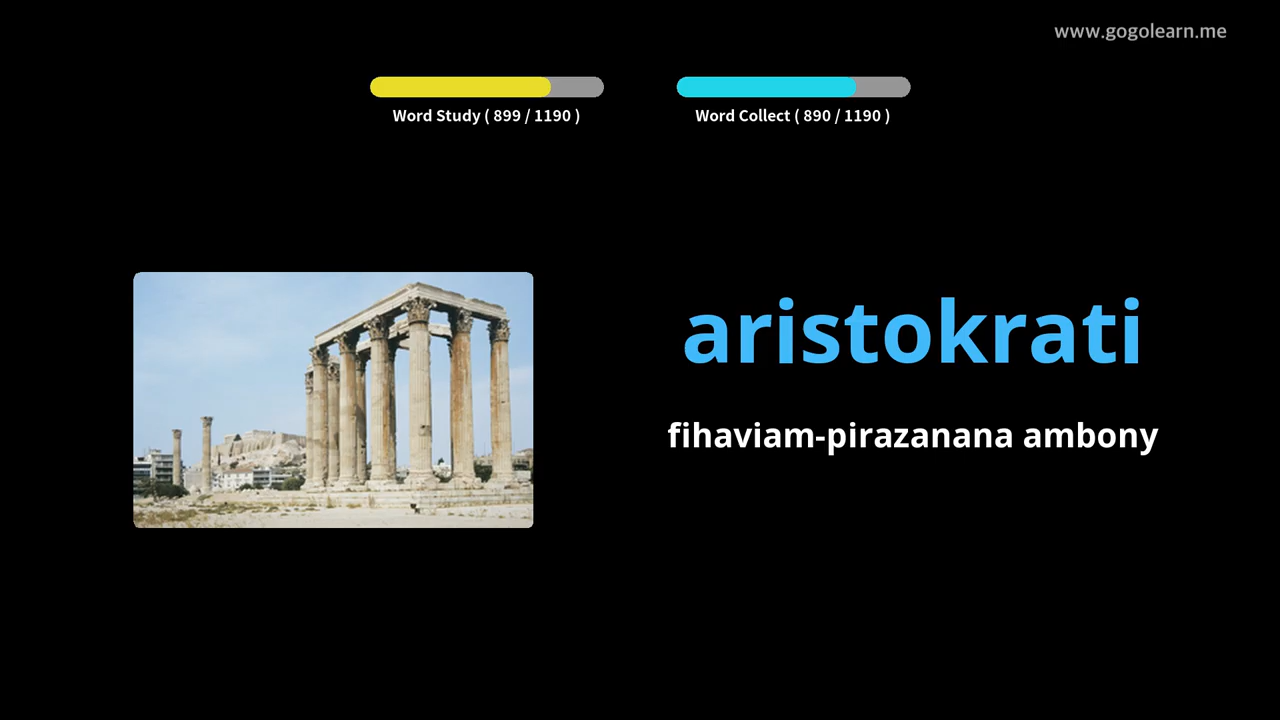 www.gogolearn.me
Word Study ( 899 / 1190 )
Word Collect ( 890 / 1190 )
aristokrati
fihaviam-pirazanana ambony